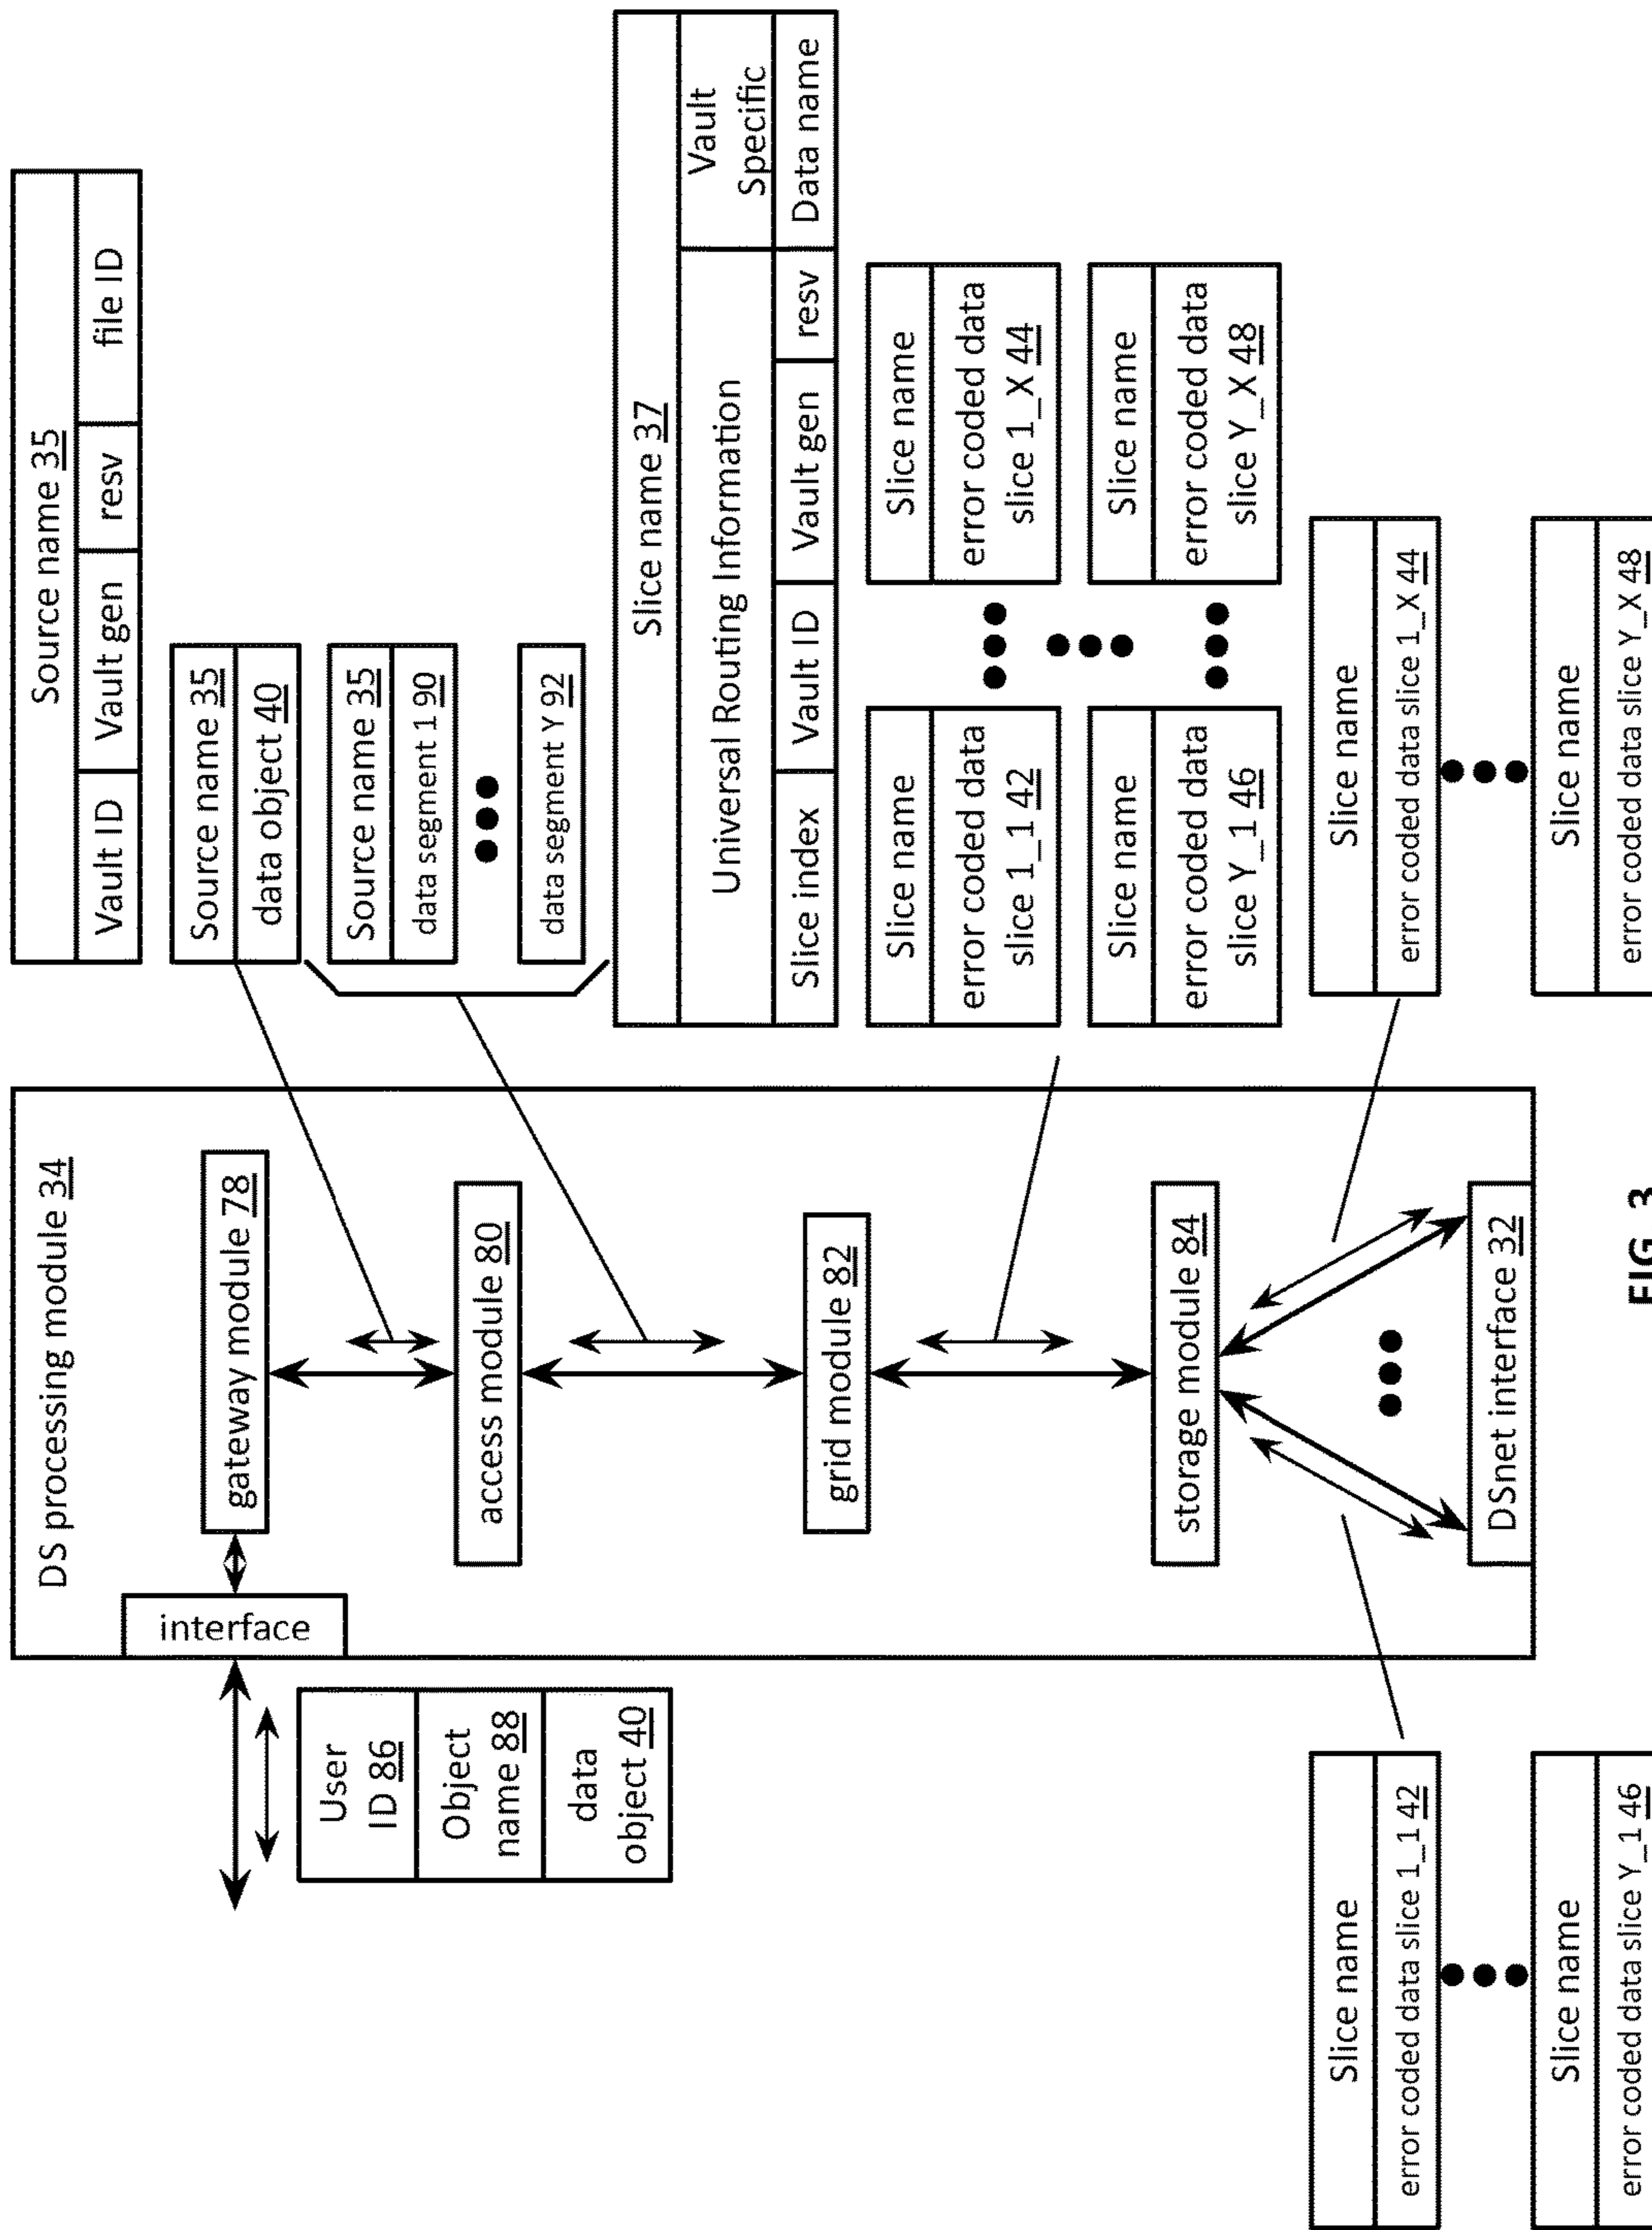 DS processing module 34
interface
gateway module 78
access module 80
grid module 82
storage module 84
DSnet interface 32
User
ID 86
Object
name 88
data
object 40
Source name 35
Vault ID
Vault gen
resv
file ID
Source name 35
data object 40
Source name 35
data segment 1 90
data segment Y 92
Slice name 37
Universal Routing Information
Vault
Specific
Slice index
Vault ID
Vault gen
resv
Data name
Slice name
error coded data
slice 1_1 42
Slice name
error coded data
slice 1_X 44
Slice name
error coded data
slice Y_1 46
Slice name
error coded data
slice Y_X 48
Slice name
error coded data slice 1_1 42
Slice name
error coded data slice Y_1 46
Slice name
error coded data slice 1_X 44
Slice name
error coded data slice Y_X 48
FIG. 3